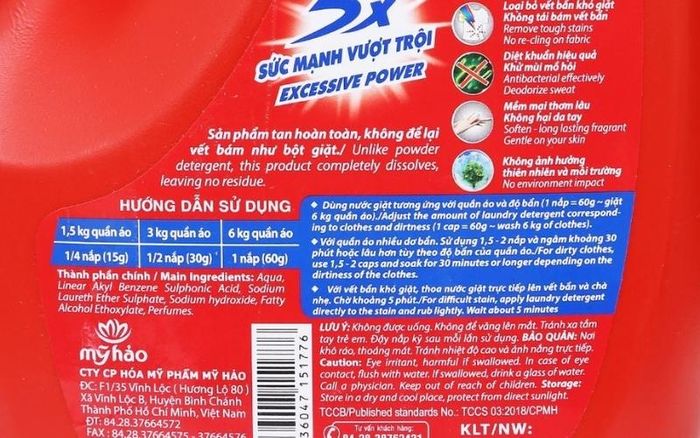 5X
SỨC MẠNH VƯỢT TRỘI
EXCESSIVE POWER
Loại bỏ vết bẩn khó giặt
Không tái bám vết bẩn
Remove tough stains
No re-cling on fabric
Diệt khuẩn hiệu quả
Khử mùi mồ hôi
Antibacterial effectively
Deodorize sweat
Mềm mại thơm lâu
Không hại da tay
Soften - long lasting fragrant
Gentle on your skin
Không ảnh hưởng
thiên nhiên và môi trường
No environment impact
Sản phẩm tan hoàn toàn, không để lại
vết bám như bột giặt./ Unlike powder
detergent, this product completely dissolves,
leaving no residue.
HƯỚNG DẪN SỬ DỤNG
1,5 kg quần áo 3 kg quần áo 6 kg quần áo
1/4 nắp (15g) 1/2 nắp (30g) 1 nắp (60g)
• Dùng nước giặt tương ứng với quần áo và độ bẩn (1 nắp = 60g ~ giặt
6 kg quần áo)./Adjust the amount of laundry detergent correspond-
ing to clothes and dirtness (1 cap = 60g ~ wash 6 kg of clothes).
• Với quần áo nhiều dơ bẩn. Sử dụng 1,5 - 2 nắp và ngâm khoảng 30
phút hoặc lâu hơn tùy theo độ bẩn của quần áo./For dirty clothes,
use 1,5 - 2 caps and soak for 30 minutes or longer depending on the
dirtiness of the clothes.
• Với vết bẩn khó giặt, thoa nước giặt trực tiếp lên vết bẩn và chà
nhẹ. Chờ khoảng 5 phút./For difficult stain, apply laundry detergent
directly to the stain and rub lightly. Wait about 5 minutes
Thành phần chính / Main Ingredients: Aqua,
Linear Akyl Benzene Sulphonic Acid, Sodium
Laureth Ether Sulphate, Sodium hydroxide, Fatty
Alcohol Ethoxylate, Perfumes.
mỹ hảo
CTY CP HÓA MỸ PHẨM MỸ HẢO
ĐC: F1/35 Vĩnh Lộc ( Hương Lộ 80 )
Xã Vĩnh Lộc B, Huyện Bình Chánh
Thành Phố Hồ Chí Minh, Việt Nam
ĐT: 84.28.37664572
FAX : 84.28.37664575 - 37664576
36047 151776
LƯU Ý: Không được uống. Không để văng lên mắt. Tránh xa tầm
tay trẻ em. Đậy nắp kỹ sau mỗi lần sử dụng. BẢO QUẢN: Nơi
khô ráo, thoáng mát. Tránh nhiệt độ cao và ánh nắng trực tiếp.
Caution: Eye irritant, harmful if swallowed. In case of eye
contact, flush with water. If swallowed, drink a glass of water.
Call a physician. Keep out of reach of children. Storage:
Store in a dry and cool place, protect from direct sunlight.
TCCB/Published standards No.: TCCS 03:2018/CPMH
KLT/NW: